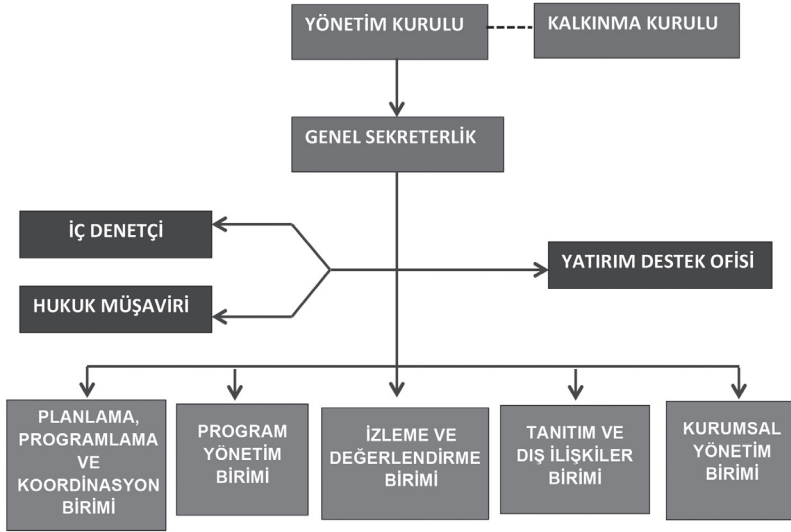 YÖNETİM KURULU
KALKINMA KURULU
GENEL SEKRETERLİK
İÇ DENETÇİ
YATIRIM DESTEK OFİSİ
HUKUK MÜŞAVİRİ
PLANLAMA,
PROGRAMLAMA
VE
KOORDİNASYON
BİRİMİ
PROGRAM
YÖNETİM
BİRİMİ
İZLEME VE
DEĞERLENDİRME
BİRİMİ
TANITIM VE
DIŞ İLİŞKİLER
BİRİMİ
KURUMSAL
YÖNETİM
BİRİMİ